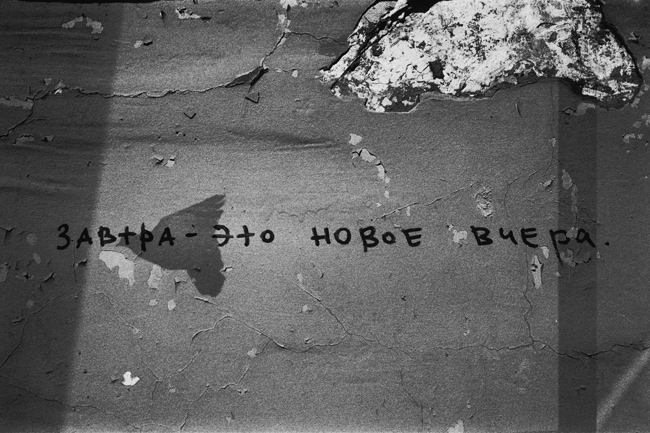 Завтра - это новое вчера.